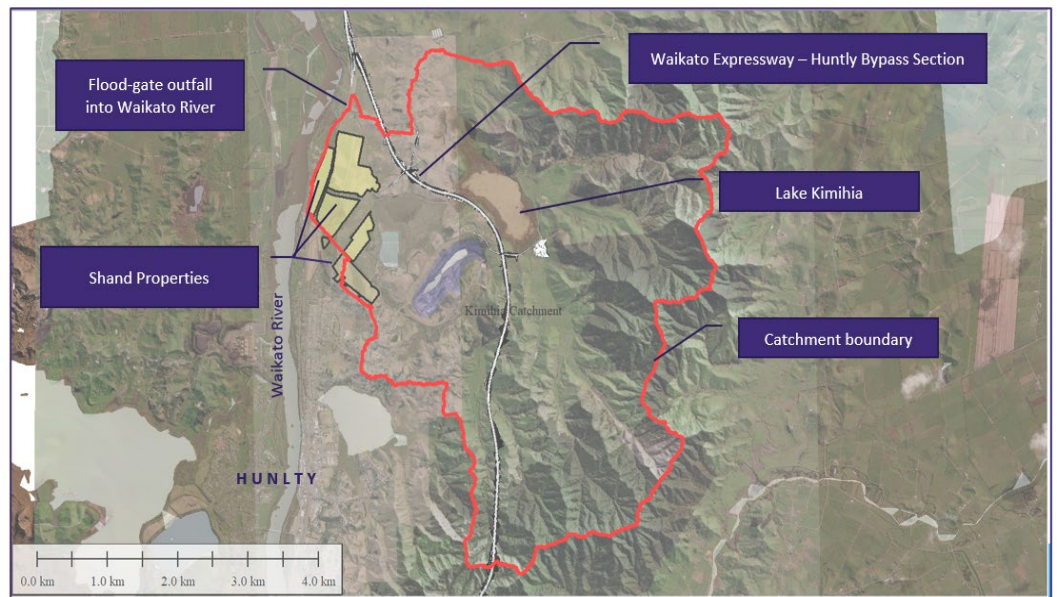 Flood-gate outfall
into Waikato River
Waikato Expressway – Huntly Bypass Section
Lake Kimihia
Shand Properties
Kimihia Catchment
Waikato River
Catchment boundary
HUNLTY
0.0 km 1.0 km 2.0 km 3.0 km 4.0 km